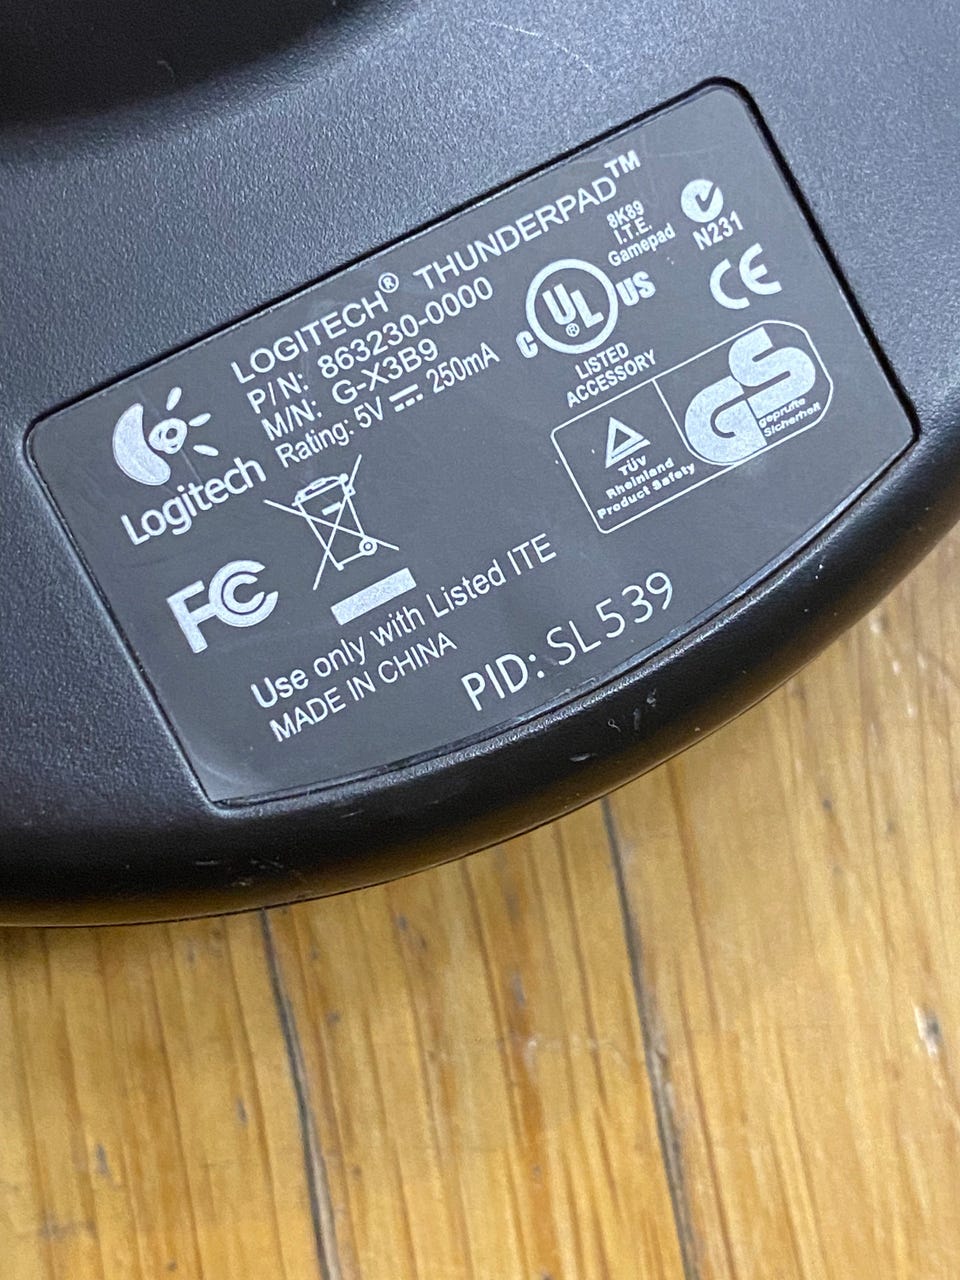 LOGITECH® THUNDERPAD™
P/N: 863230-0000
M/N: G-X3B9
Rating: 5V ⎓ 250mA
Logitech
8K89
I.T.E.
Gamepad
N231
C UL® US
LISTED
ACCESSORY
CE
TÜV
Rheinland
Product Safety
GS
geprüfte
Sicherheit
FC
Use only with Listed ITE
MADE IN CHINA
PID: SL539